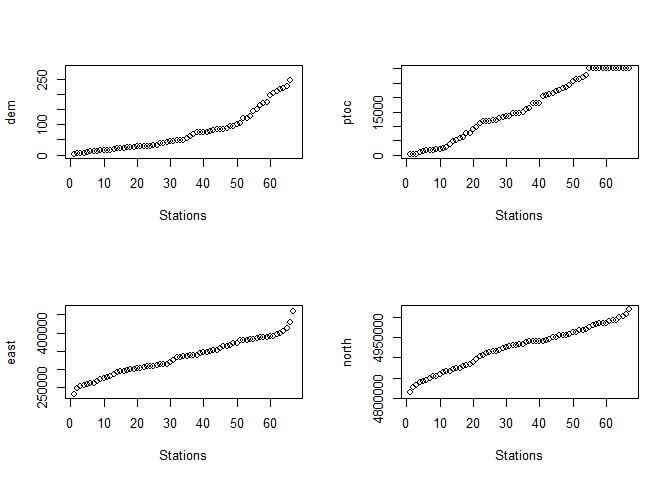 dem
0
100
250
0 10 20 30 40 50 60
Stations
ptoc
0
15000
0 10 20 30 40 50 60
Stations
east
250000
400000
0 10 20 30 40 50 60
Stations
north
4800000
4950000
0 10 20 30 40 50 60
Stations